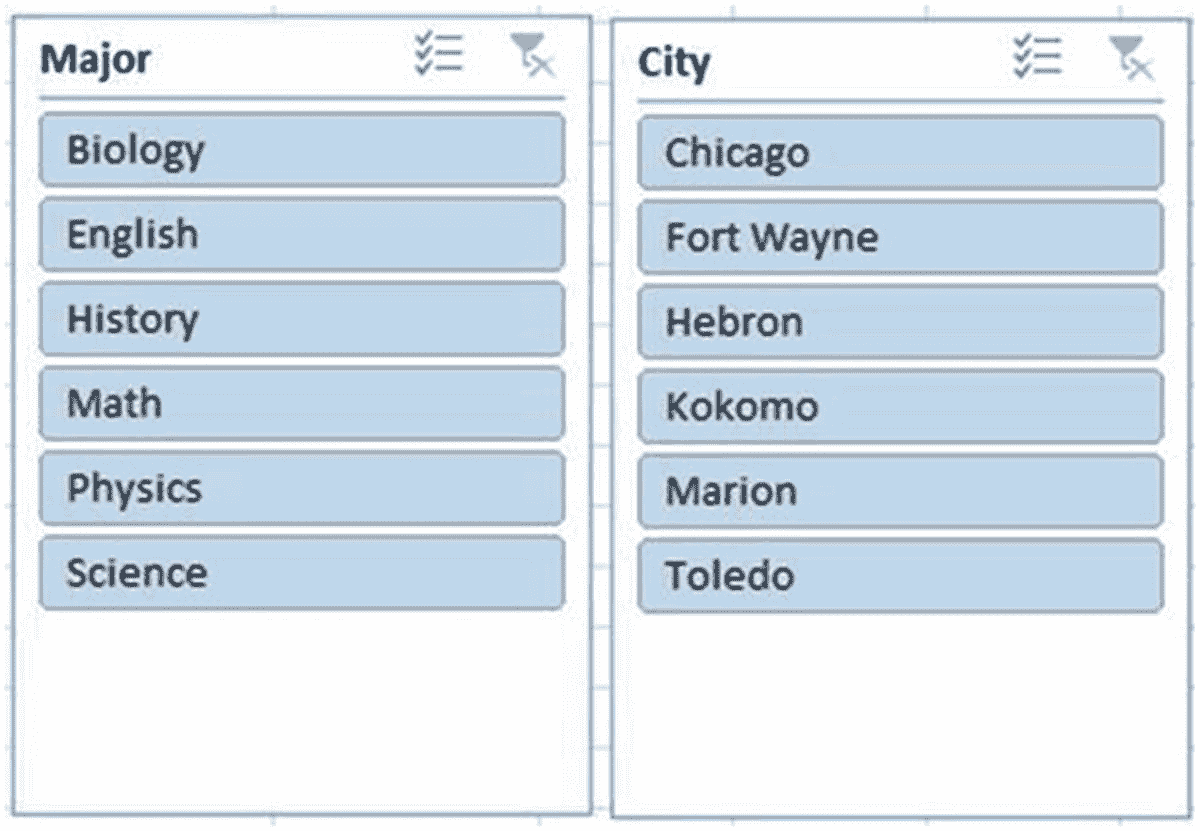 Major
Biology
English
History
Math
Physics
Science
City
Chicago
Fort Wayne
Hebron
Kokomo
Marion
Toledo